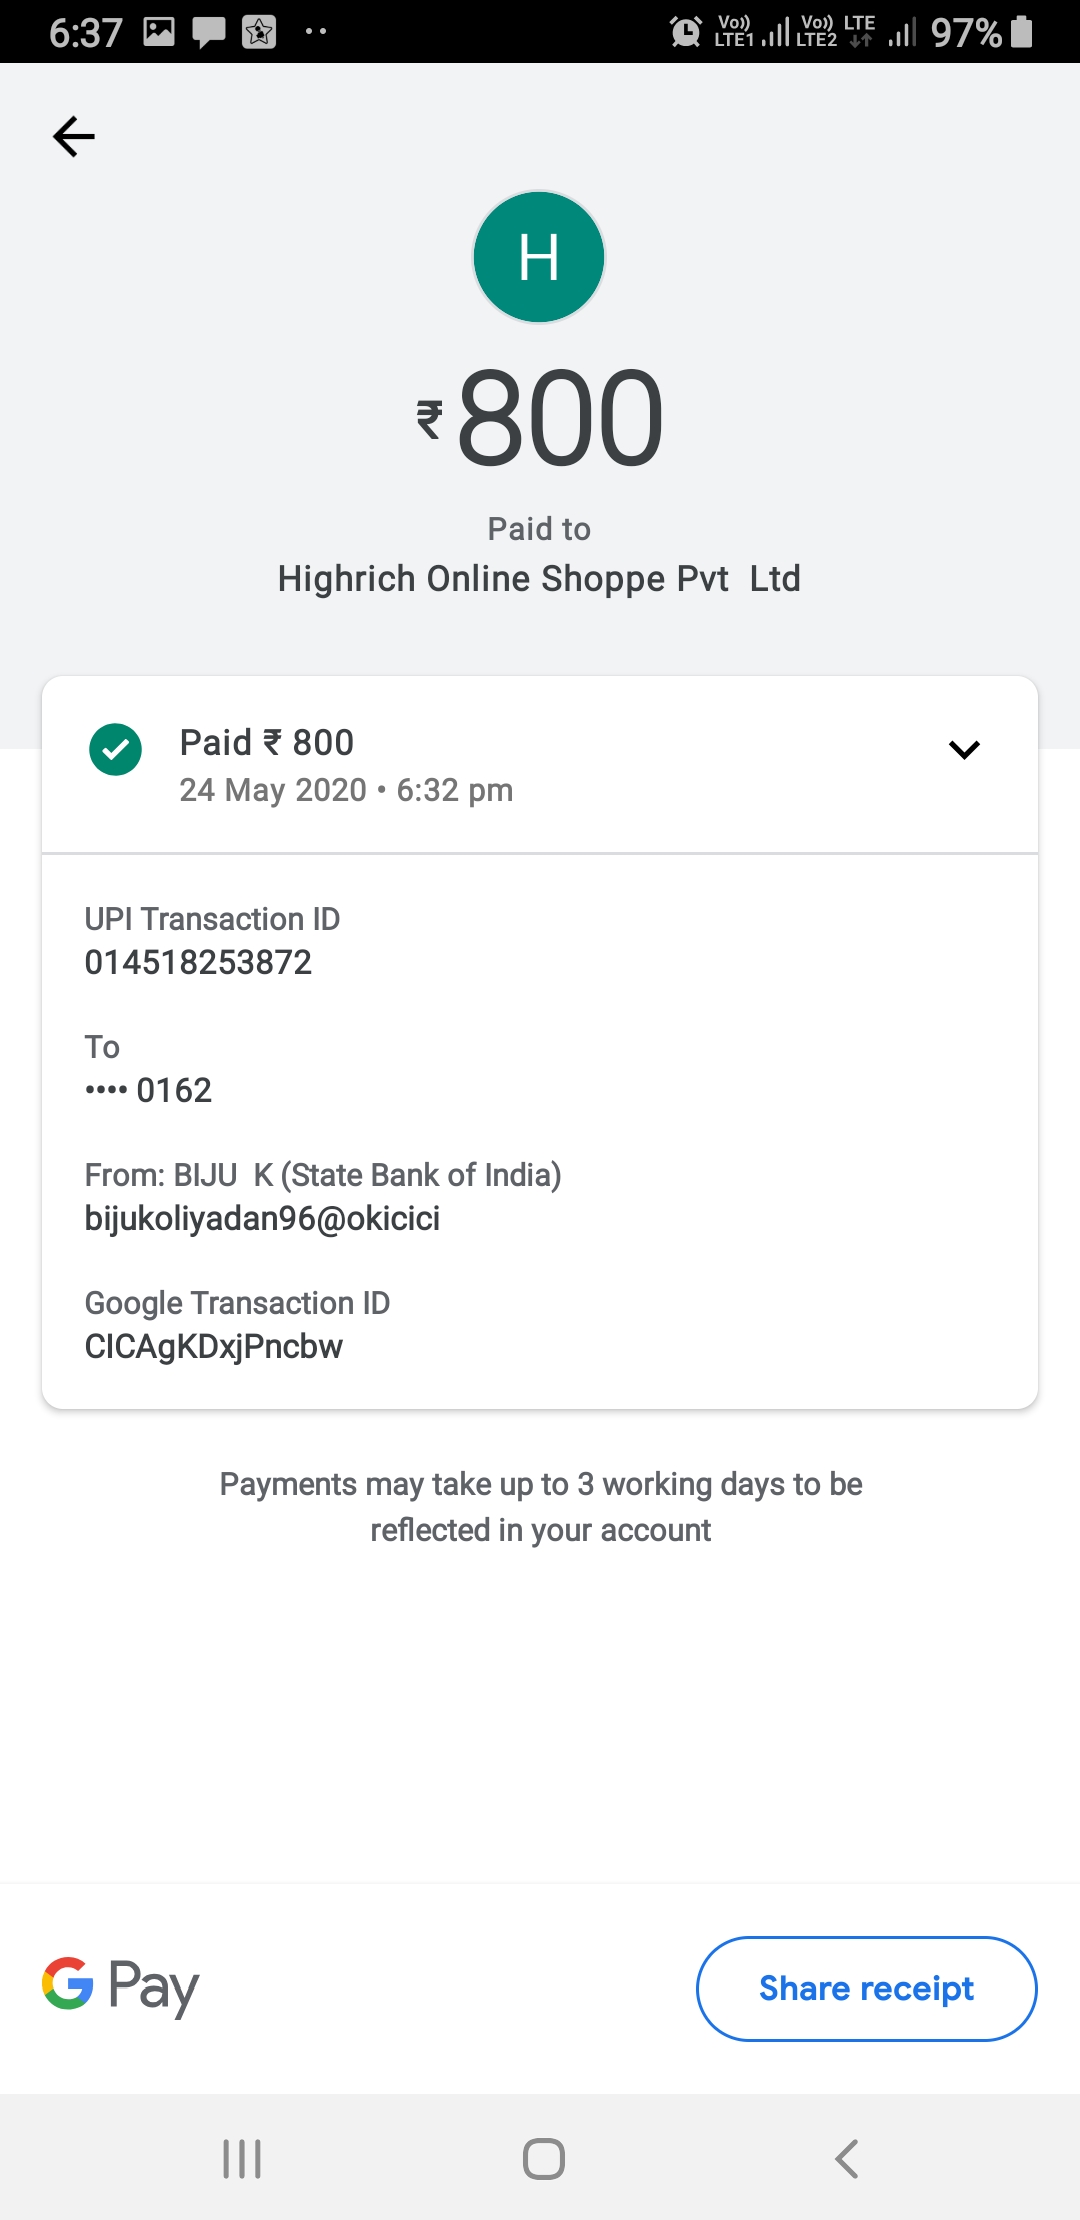 6:37
Vo)) LTE1 Vo)) LTE2 LTE 97%
H
₹800
Paid to
Highrich Online Shoppe Pvt  Ltd
Paid ₹ 800
24 May 2020 • 6:32 pm
UPI Transaction ID
014518253872
To
•••• 0162
From: BIJU  K (State Bank of India)
bijukoliyadan96@okicici
Google Transaction ID
CICAgKDxjPncbw
Payments may take up to 3 working days to be
reflected in your account
G Pay
Share receipt